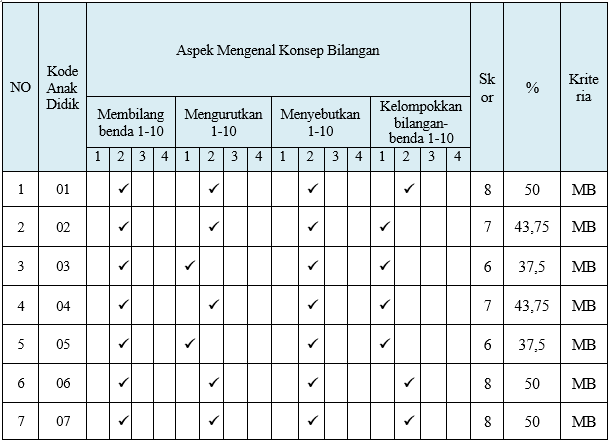 NO Kode Anak Didik Aspek Mengenal Konsep Bilangan Sk or % Krite ria
Membilang benda 1-10 Mengurutkan 1-10 Menyebutkan 1-10 Kelompokkan bilangan-benda 1-10
1 2 3 4 1 2 3 4 1 2 3 4 1 2 3 4
1 01 ✓ ✓ ✓ ✓ 8 50 MB
2 02 ✓ ✓ ✓ ✓ 7 43,75 MB
3 03 ✓ ✓ ✓ ✓ 6 37,5 MB
4 04 ✓ ✓ ✓ ✓ 7 43,75 MB
5 05 ✓ ✓ ✓ ✓ 6 37,5 MB
6 06 ✓ ✓ ✓ ✓ 8 50 MB
7 07 ✓ ✓ ✓ ✓ 8 50 MB